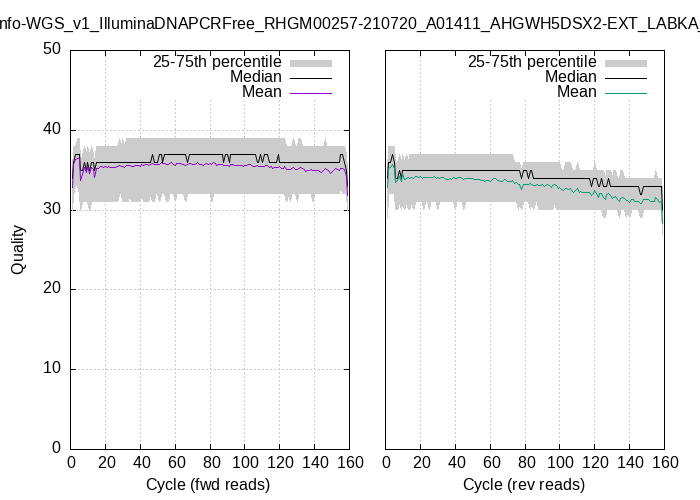 nfo-WGS_v1_IlluminaDNAPCRFree_RHGM00257-210720_A01411_AHGWH5DSX2-EXT_LABKA_
50
40
30
20
10
0
Quality
25-75th percentile
Median
Mean
0 20 40 60 80 100 120 140 160
Cycle (fwd reads)
25-75th percentile
Median
Mean
0 20 40 60 80 100 120 140 160
Cycle (rev reads)